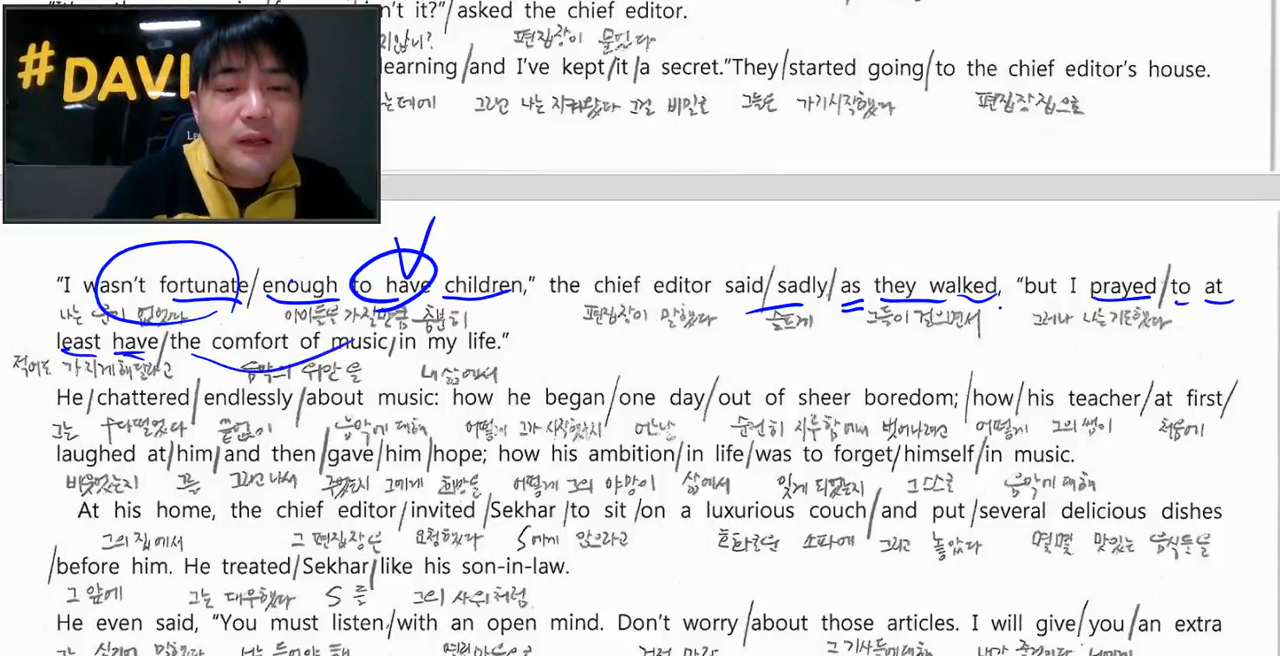 n't it?" asked the chief editor.
편집장이 물었다
#DAVI
learning and I've kept it a secret."They started going to the chief editor's house.
는데에 그러나 나는 지켜왔다 그걸 비밀로 그들은 가기시작했다 편집장집으로
"I wasn't fortunate enough to have children," the chief editor said sadly as they walked, "but I prayed to at
나는 운이 없었다 아이들을 가질만큼 충분히 편집장이 말했다 슬프게 그들이 걸으면서 그러나 나는 기도했다
least have the comfort of music in my life."
적어도 가지게해달라고 음악의 위안을 내삶에서
He chattered endlessly about music: how he began one day out of sheer boredom; how his teacher at first
그는 수다떨었다 끝없이 음악에 대해 어떻게 그가 시작했는지 어느날 순전히 지루함에서 벗어나려고 어떻게 그의 쌤이 처음에
laughed at him and then gave him hope; how his ambition in life was to forget himself in music.
비웃었는지 그를 그리고 나서 주었는지 그에게 희망을 어떻게 그의 야망이 삶에서 잊게 되었는지 그 스스로 음악에 대해
At his home, the chief editor invited Sekhar to sit on a luxurious couch and put several delicious dishes
그의 집에서 그 편집장은 요청했다 S에게 앉으라고 호화로운 소파에 그리고 놓았다 몇몇 맛있는 음식들을
before him. He treated Sekhar like his son-in-law.
그 앞에 그는 대우했다 S를 그의 사위처럼
He even said, "You must listen with an open mind. Don't worry about those articles. I will give you an extra